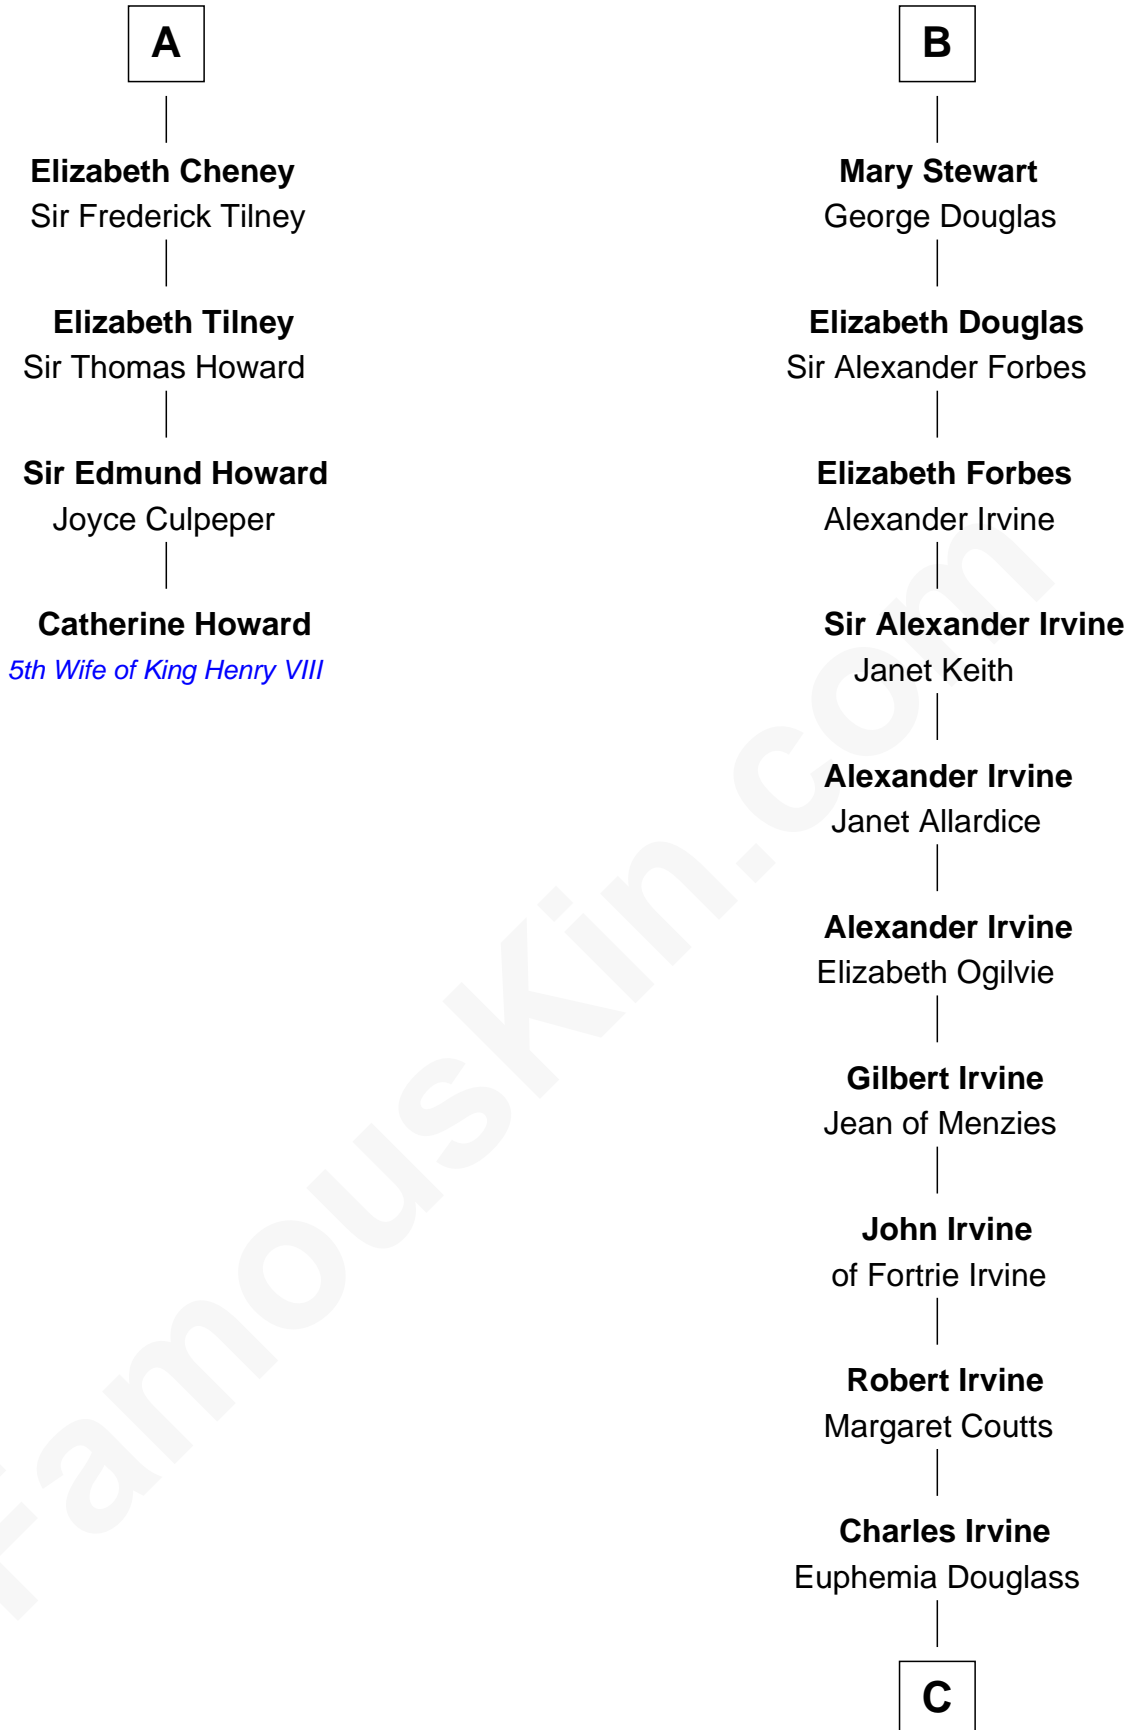 A
Elizabeth Cheney
Sir Frederick Tilney
Elizabeth Tilney
Sir Thomas Howard
Sir Edmund Howard
Joyce Culpeper
Catherine Howard
5th Wife of King Henry VIII
B
Mary Stewart
George Douglas
Elizabeth Douglas
Sir Alexander Forbes
Elizabeth Forbes
Alexander Irvine
Sir Alexander Irvine
Janet Keith
Alexander Irvine
Janet Allardice
Alexander Irvine
Elizabeth Ogilvie
Gilbert Irvine
Jean of Menzies
John Irvine
of Fortrie Irvine
Robert Irvine
Margaret Coutts
Charles Irvine
Euphemia Douglass
C
FamousKin.com